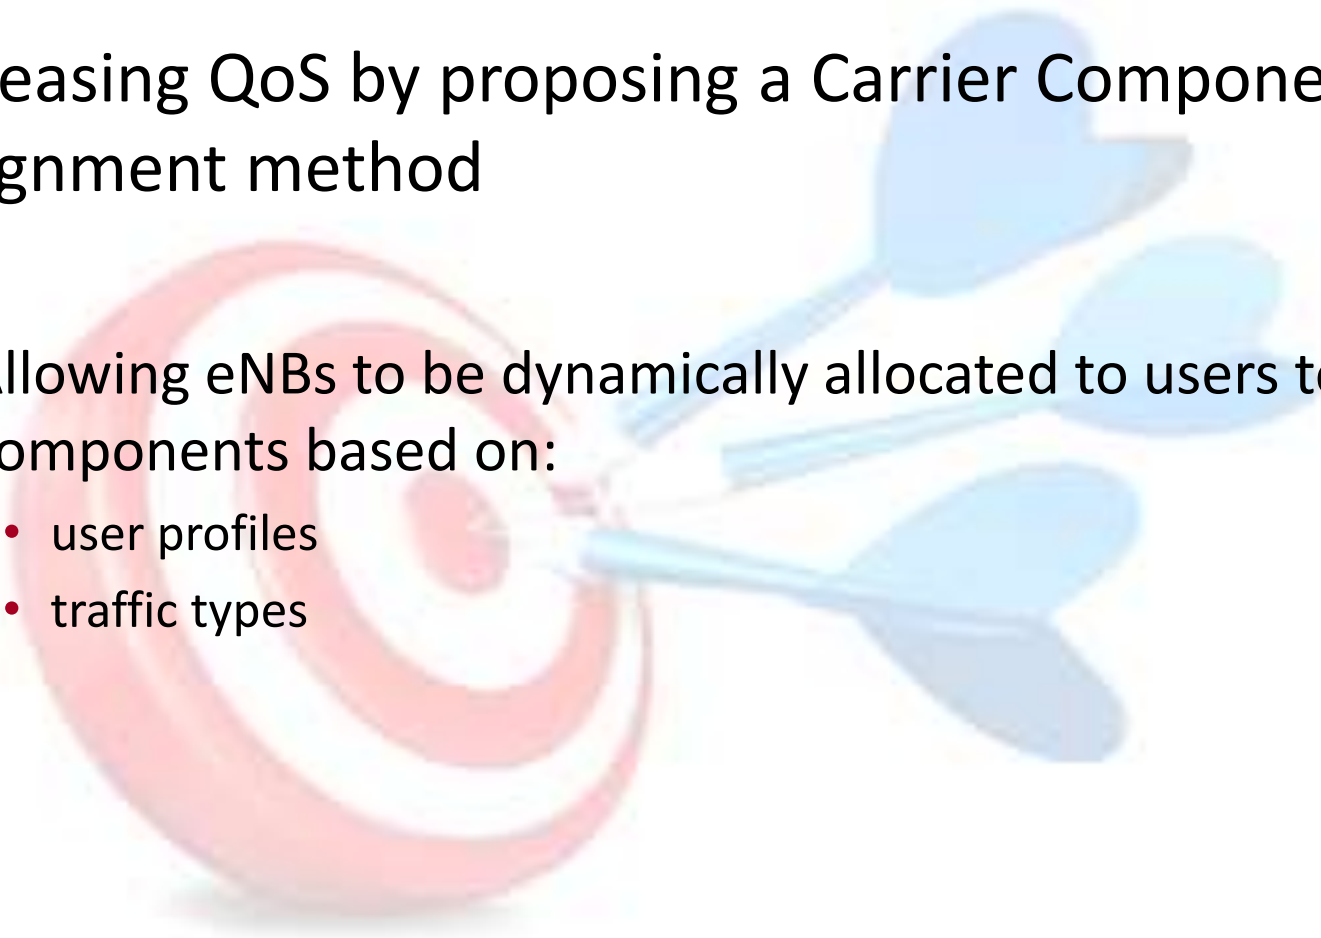 easing QoS by proposing a Carrier Compone
gnment method
llowing eNBs to be dynamically allocated to users t
omponents based on:
• user profiles
• traffic types